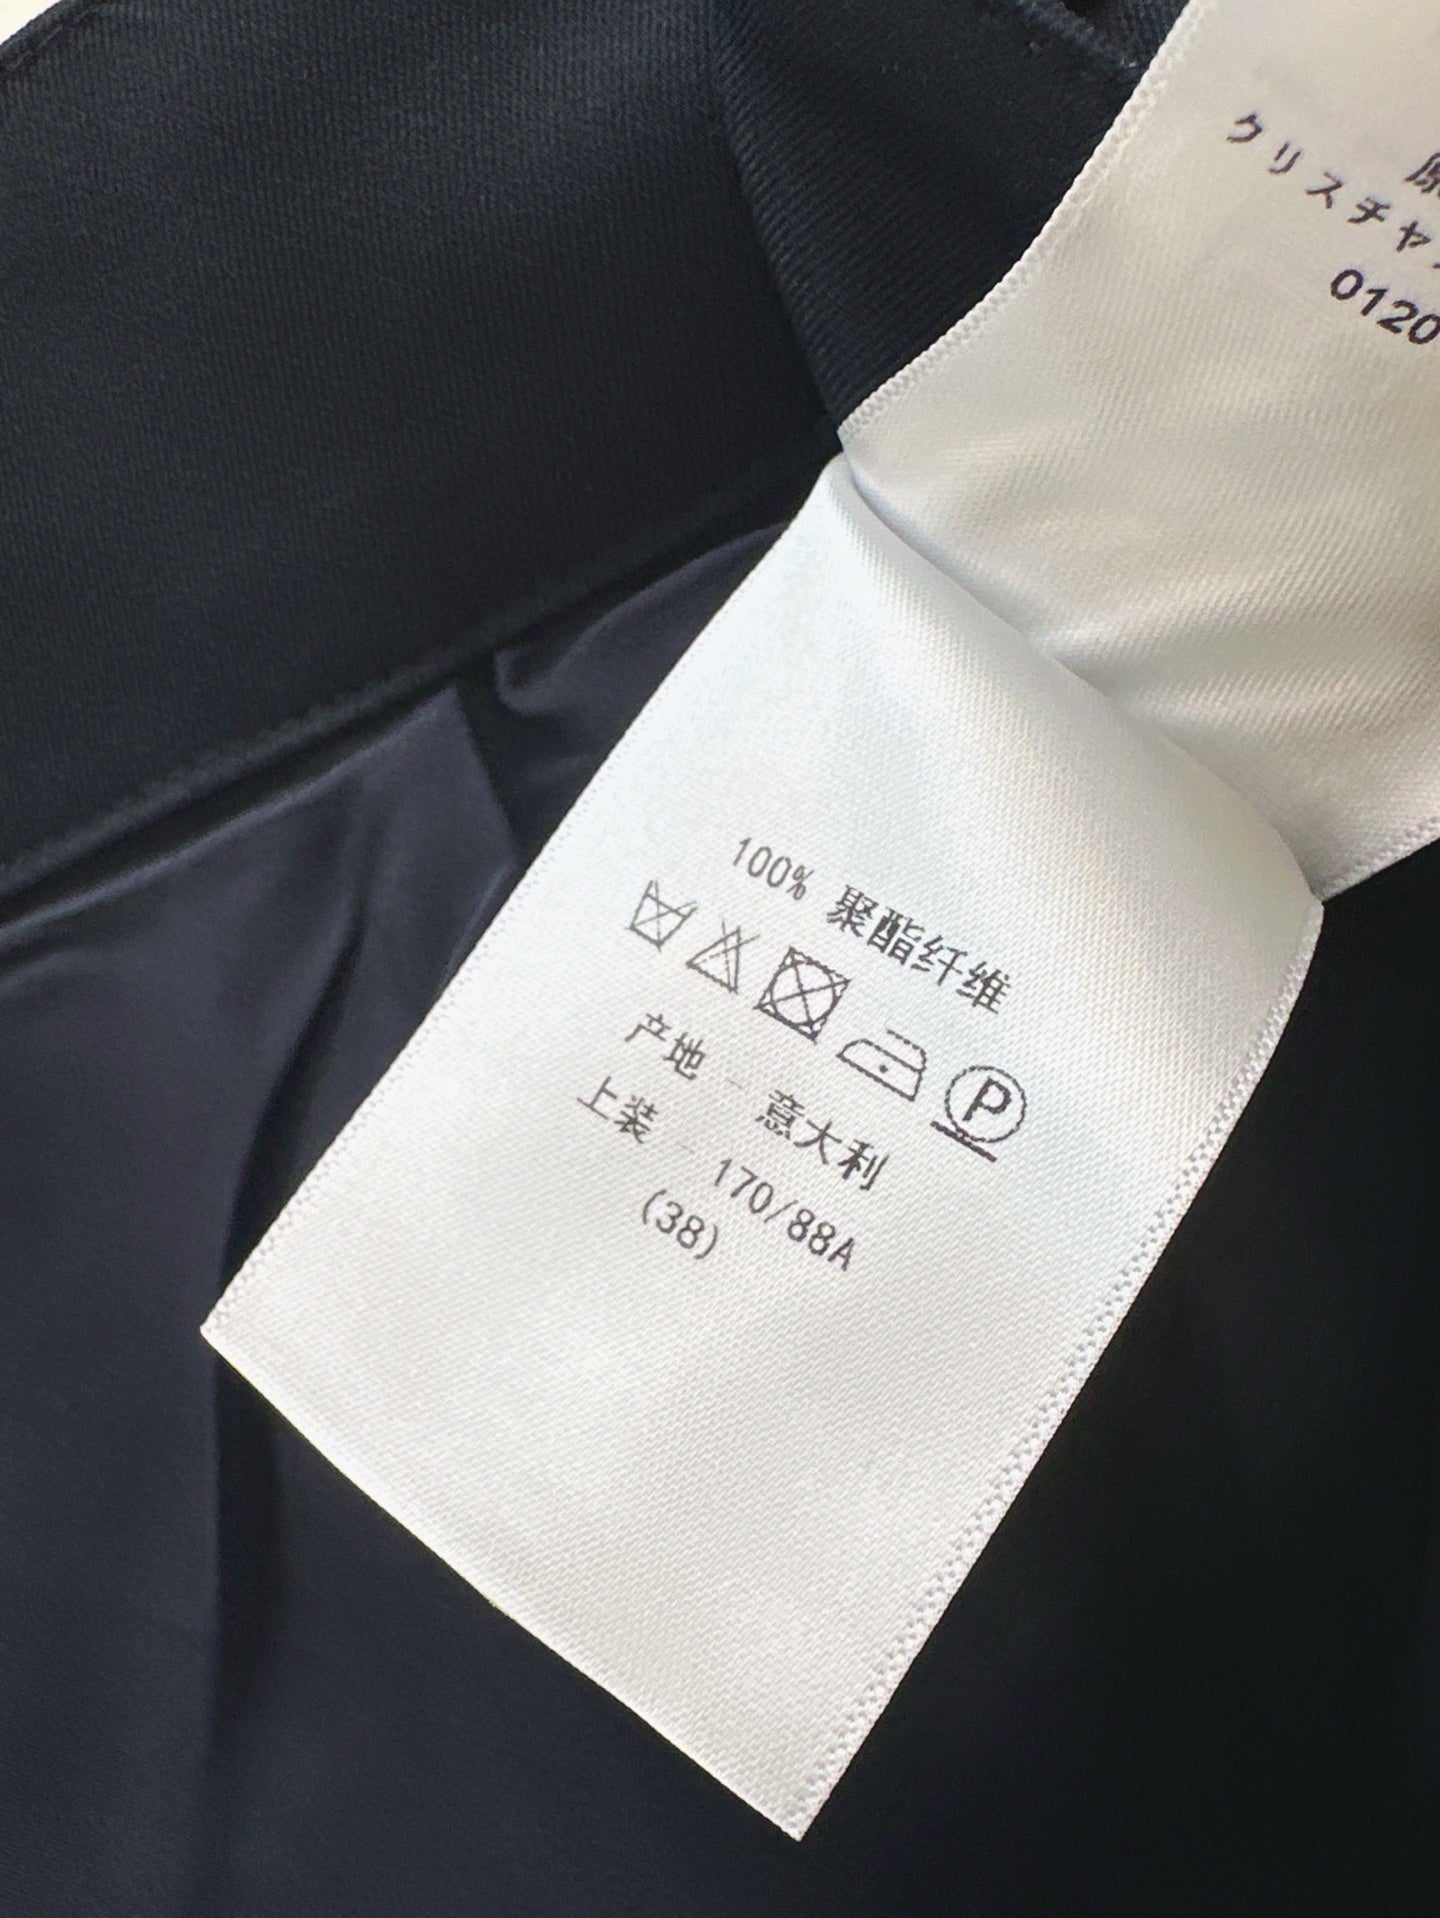 原
クリスチャ
0120
100% 聚酯纤维
P
产地 - 意大利
上装 - 170/88A
(38)